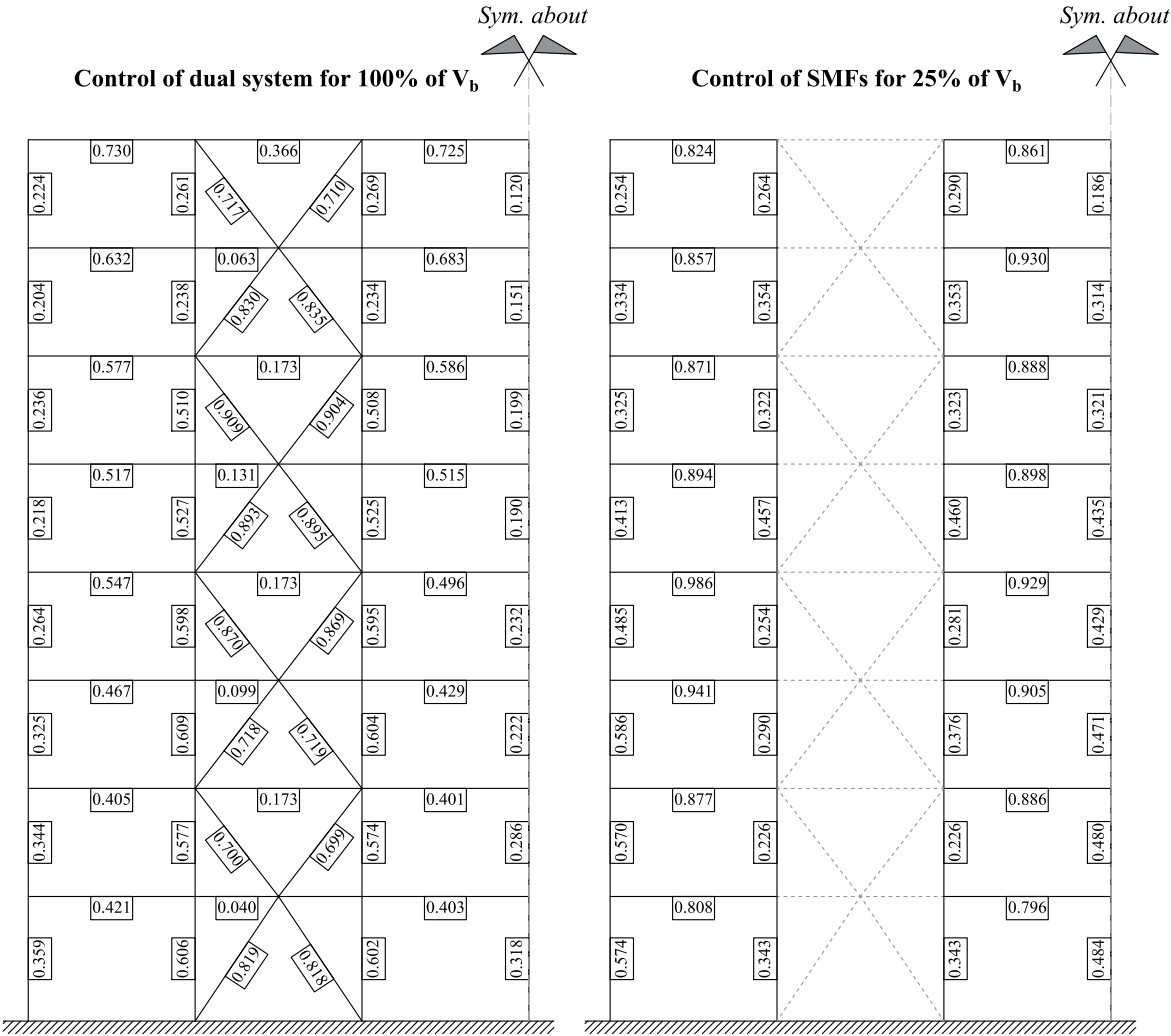 Sym. about
Sym. about
Control of dual system for 100% of V_b
Control of SMFs for 25% of V_b
0.730 0.366 0.725
0.224 0.261 0.717 0.710 0.269 0.120
0.632 0.063 0.683
0.204 0.238 0.830 0.835 0.234 0.151
0.577 0.173 0.586
0.236 0.510 0.909 0.904 0.508 0.199
0.517 0.131 0.515
0.218 0.527 0.893 0.895 0.525 0.190
0.547 0.173 0.496
0.264 0.598 0.870 0.869 0.595 0.232
0.467 0.099 0.429
0.325 0.609 0.718 0.719 0.604 0.222
0.405 0.173 0.401
0.344 0.577 0.700 0.699 0.574 0.286
0.421 0.040 0.403
0.359 0.606 0.819 0.818 0.602 0.318
0.824 0.861
0.254 0.264 0.290 0.186
0.857 0.930
0.334 0.354 0.353 0.314
0.871 0.888
0.325 0.322 0.323 0.321
0.894 0.898
0.413 0.457 0.460 0.435
0.986 0.929
0.485 0.254 0.281 0.429
0.941 0.905
0.586 0.290 0.376 0.471
0.877 0.886
0.570 0.226 0.226 0.480
0.808 0.796
0.574 0.343 0.343 0.484